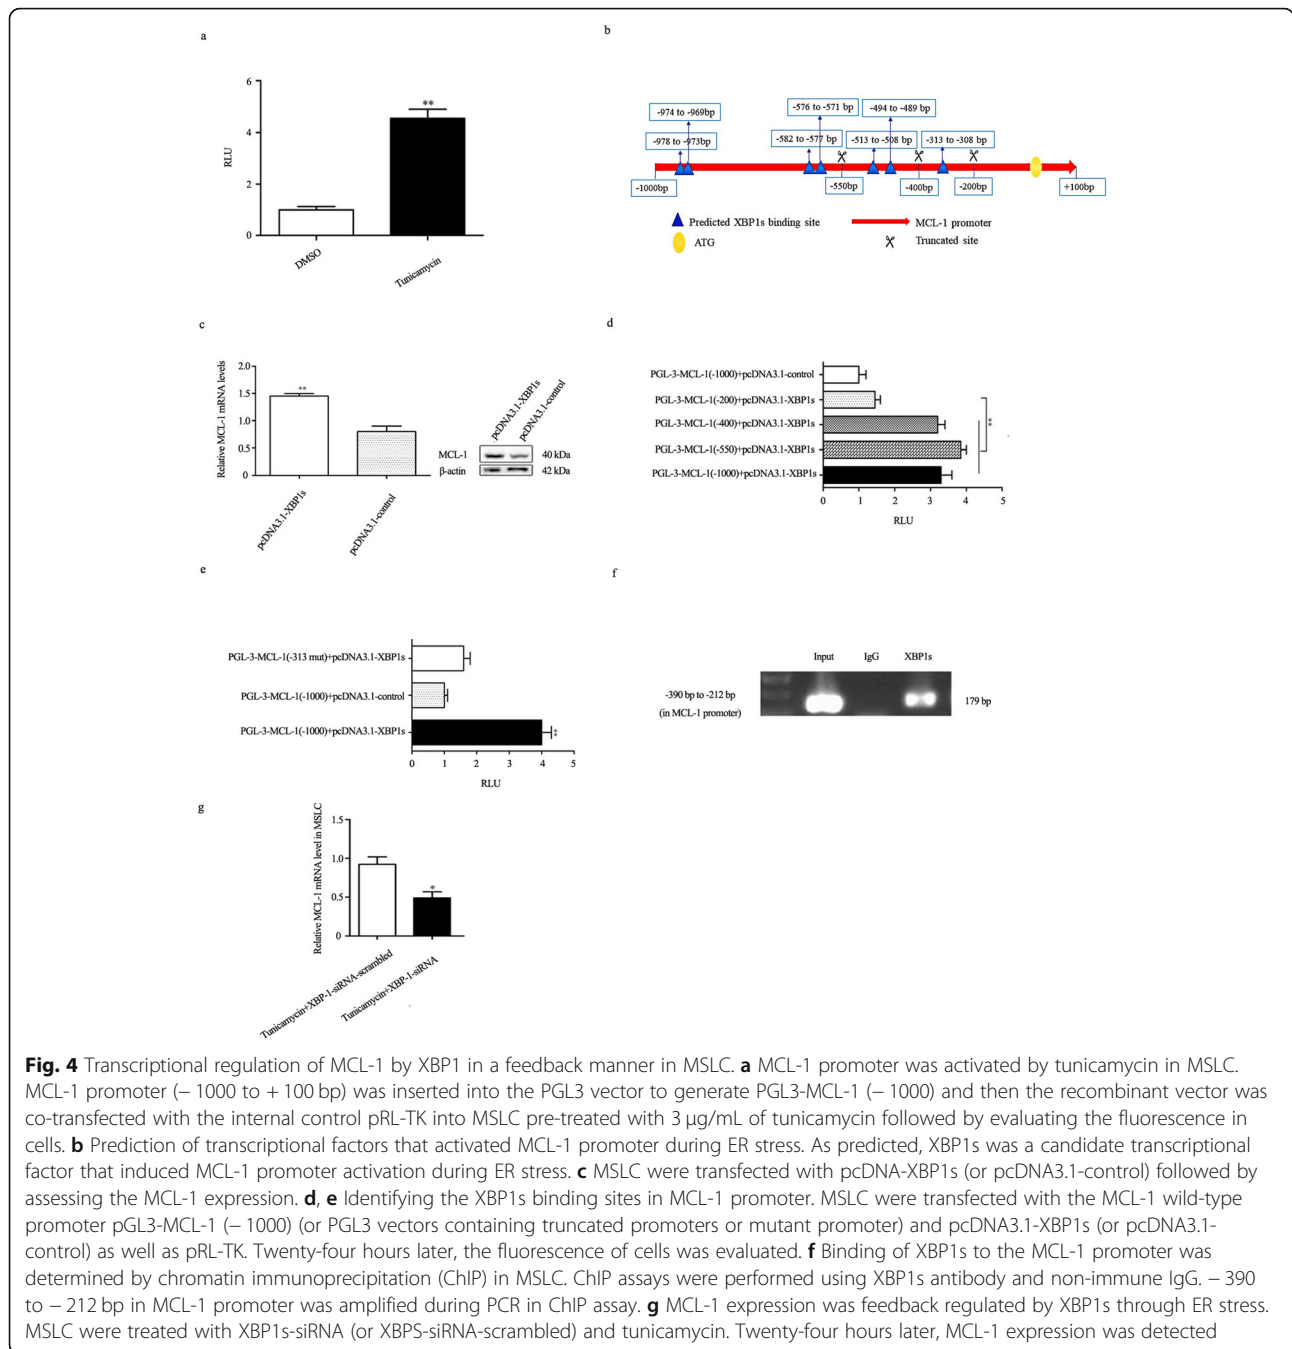 a
6
4
2
0
RLU
**
DMSO
Tunicamycin
b
-974 to -969bp
-978 to -973bp
-576 to -571 bp
-494 to -489 bp
-582 to -577 bp
-513 to -508 bp
-313 to -308 bp
-1000bp
-550bp
-400bp
-200bp
+100bp
Predicted XBP1s binding site
MCL-1 promoter
ATG
Truncated site
c
Relative MCL-1 mRNA levels
2.0
1.5
1.0
0.5
0
**
pcDNA3.1-XBP1s
pcDNA3.1-control
pcDNA3.1-XBP1s
pcDNA3.1-control
MCL-1
40 kDa
β-actin
42 kDa
d
PGL-3-MCL-1(-1000)+pcDNA3.1-control
PGL-3-MCL-1(-200)+pcDNA3.1-XBP1s
PGL-3-MCL-1(-400)+pcDNA3.1-XBP1s
PGL-3-MCL-1(-550)+pcDNA3.1-XBP1s
PGL-3-MCL-1(-1000)+pcDNA3.1-XBP1s
**
0 1 2 3 4 5
RLU
e
PGL-3-MCL-1(-313 mut)+pcDNA3.1-XBP1s
PGL-3-MCL-1(-1000)+pcDNA3.1-control
PGL-3-MCL-1(-1000)+pcDNA3.1-XBP1s
**
0 1 2 3 4 5
RLU
f
Input IgG XBP1s
-390 bp to -212 bp
(in MCL-1 promoter)
179 bp
g
Relative MCL-1 mRNA level in MSLC
1.5
1.0
0.5
0
*
Tunicamycin+XBP-1-siRNA-scrambled
Tunicamycin+XBP-1-siRNA
Fig. 4 Transcriptional regulation of MCL-1 by XBP1 in a feedback manner in MSLC. a MCL-1 promoter was activated by tunicamycin in MSLC.
MCL-1 promoter (− 1000 to + 100 bp) was inserted into the PGL3 vector to generate PGL3-MCL-1 (− 1000) and then the recombinant vector was
co-transfected with the internal control pRL-TK into MSLC pre-treated with 3 μg/mL of tunicamycin followed by evaluating the fluorescence in
cells. b Prediction of transcriptional factors that activated MCL-1 promoter during ER stress. As predicted, XBP1s was a candidate transcriptional
factor that induced MCL-1 promoter activation during ER stress. c MSLC were transfected with pcDNA-XBP1s (or pcDNA3.1-control) followed by
assessing the MCL-1 expression. d, e Identifying the XBP1s binding sites in MCL-1 promoter. MSLC were transfected with the MCL-1 wild-type
promoter pGL3-MCL-1 (− 1000) (or PGL3 vectors containing truncated promoters or mutant promoter) and pcDNA3.1-XBP1s (or pcDNA3.1-
control) as well as pRL-TK. Twenty-four hours later, the fluorescence of cells was evaluated. f Binding of XBP1s to the MCL-1 promoter was
determined by chromatin immunoprecipitation (ChIP) in MSLC. ChIP assays were performed using XBP1s antibody and non-immune IgG. − 390
to − 212 bp in MCL-1 promoter was amplified during PCR in ChIP assay. g MCL-1 expression was feedback regulated by XBP1s through ER stress.
MSLC were treated with XBP1s-siRNA (or XBPS-siRNA-scrambled) and tunicamycin. Twenty-four hours later, MCL-1 expression was detected